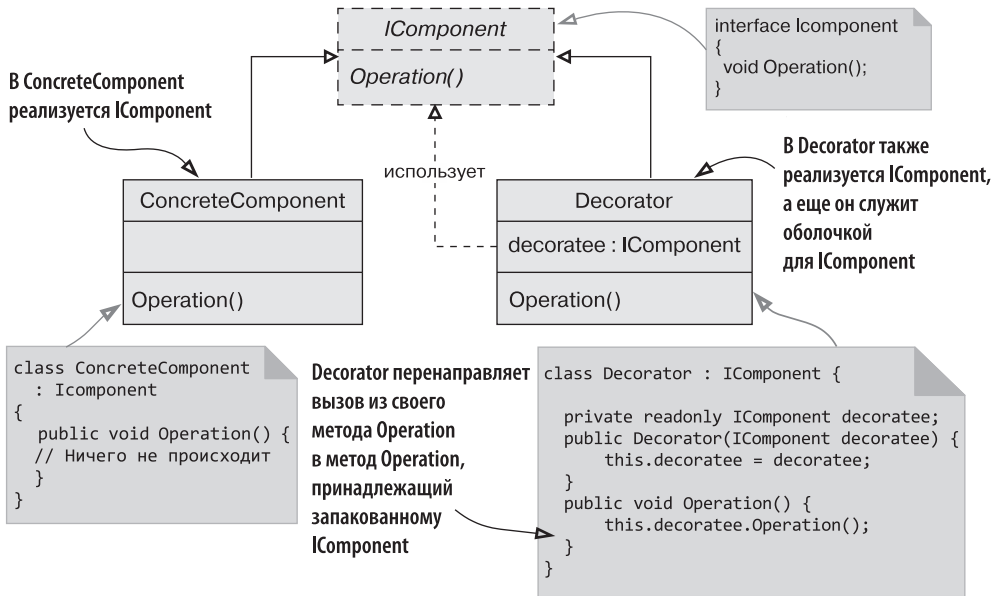 IComponent
Operation()
interface Icomponent
{
void Operation();
}
В ConcreteComponent
реализуется IComponent
использует
В Decorator также
реализуется IComponent,
а еще он служит
оболочкой
для IComponent
ConcreteComponent
Operation()
Decorator
decoratee : IComponent
Operation()
class ConcreteComponent
: Icomponent
{
public void Operation() {
// Ничего не происходит
}
}
Decorator перенаправляет
вызов из своего
метода Operation
в метод Operation,
принадлежащий
запакованному
IComponent
class Decorator : IComponent {
private readonly IComponent decoratee;
public Decorator(IComponent decoratee) {
this.decoratee = decoratee;
}
public void Operation() {
this.decoratee.Operation();
}
}